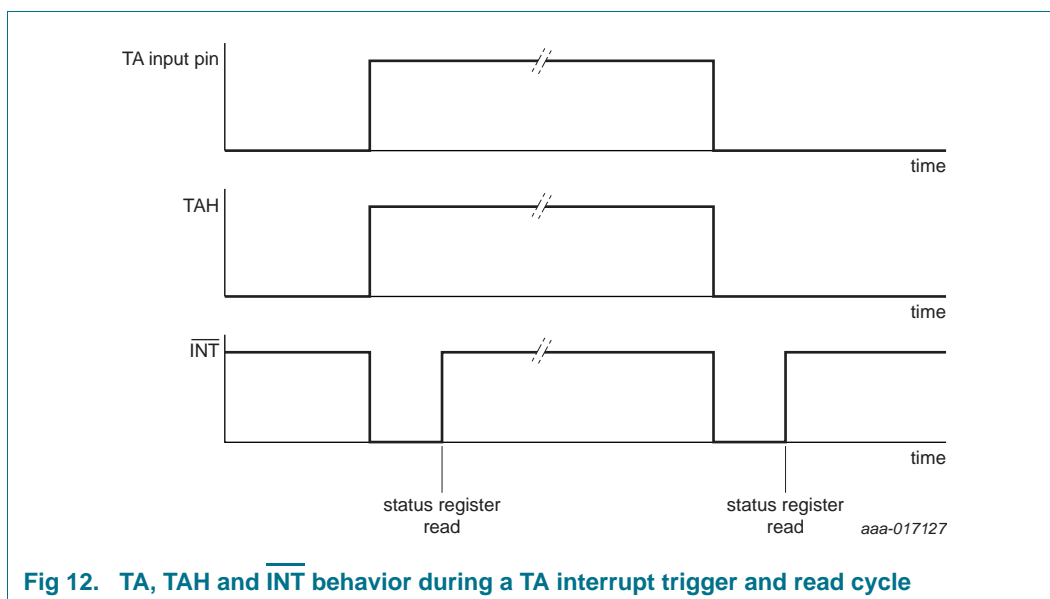 TA input pin
time
TAH
time
INT
time
status register
read
status register
read
aaa-017127
Fig 12. TA, TAH and INT behavior during a TA interrupt trigger and read cycle